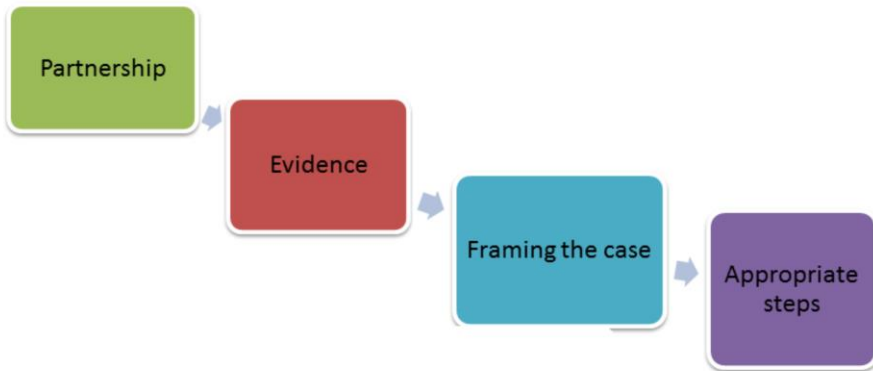 Partnership
Evidence
Framing the case
Appropriate
steps